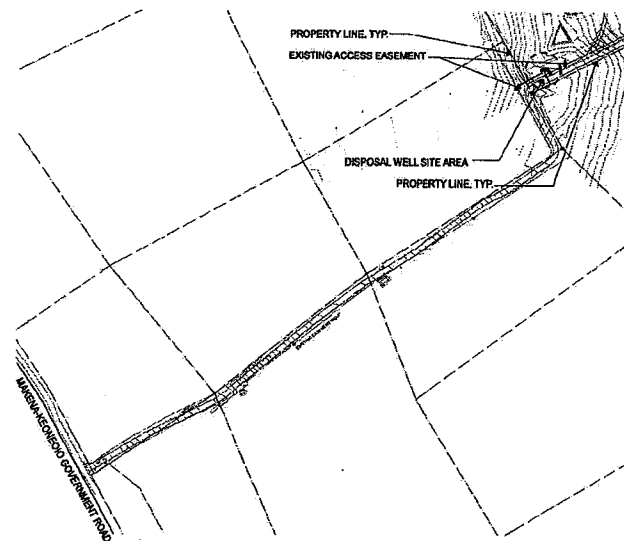 PROPERTY LINE, TYP.
EXISTING ACCESS EASEMENT
DISPOSAL WELL SITE AREA
PROPERTY LINE, TYP.
MAKENA-KEONEOIO GOVERNMENT ROAD